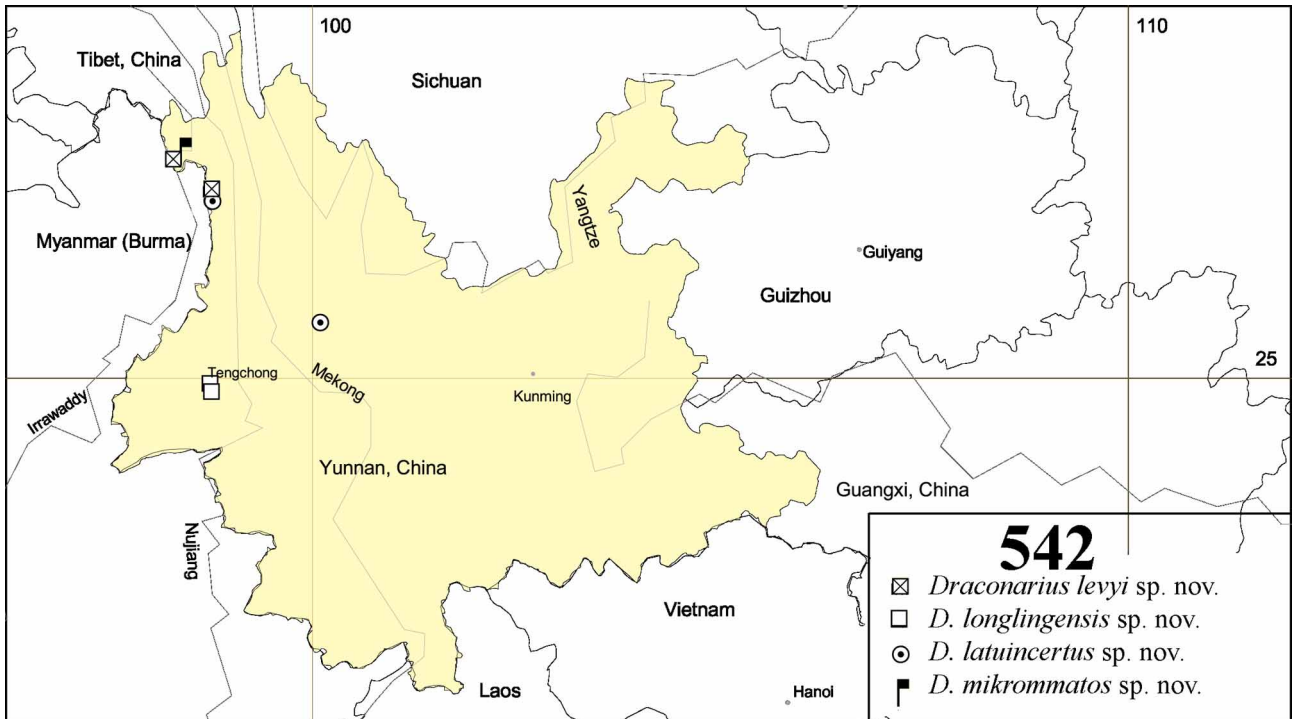 100
110
Tibet, China
Sichuan
Yangtze
Myanmar (Burma)
Guiyang
Guizhou
25
Tengchong
Mekong
Kunming
Irrawaddy
Yunnan, China
Guangxi, China
Nujiang
Vietnam
Laos
Hanoi
542
Draconarius levyi sp. nov.
D. longlingensis sp. nov.
D. latuincertus sp. nov.
D. mikrommatos sp. nov.